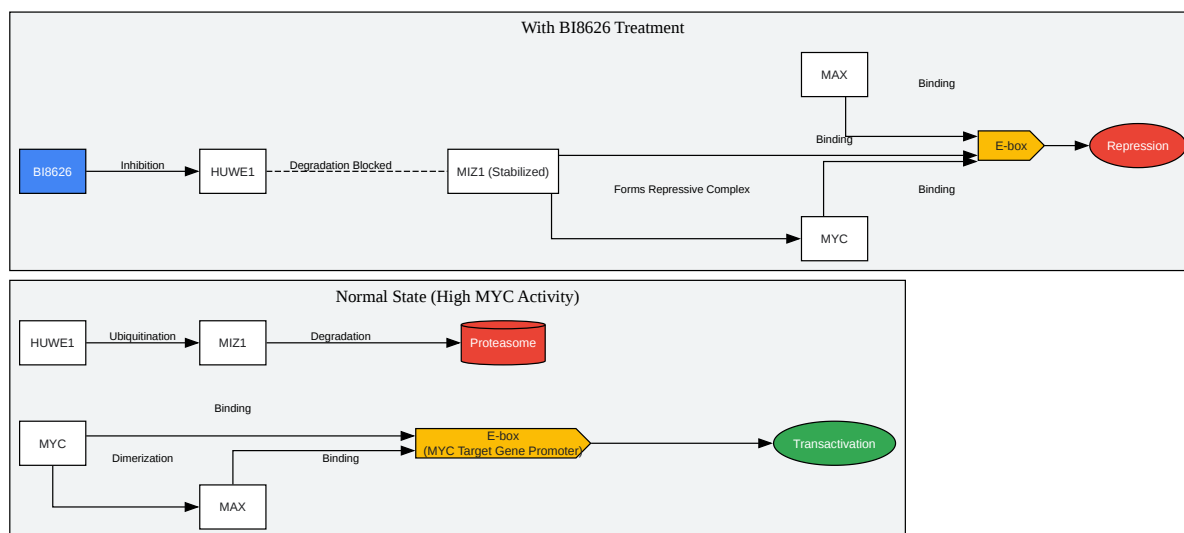 With BI8626 Treatment
MAX
Binding
Binding
E-box
Repression
BI8626
Inhibition
HUWE1
Degradation Blocked
MIZ1 (Stabilized)
Forms Repressive Complex
Binding
MYC
Normal State (High MYC Activity)
HUWE1
Ubiquitination
MIZ1
Degradation
Proteasome
Binding
MYC
E-box
(MYC Target Gene Promoter)
Transactivation
Dimerization
Binding
MAX